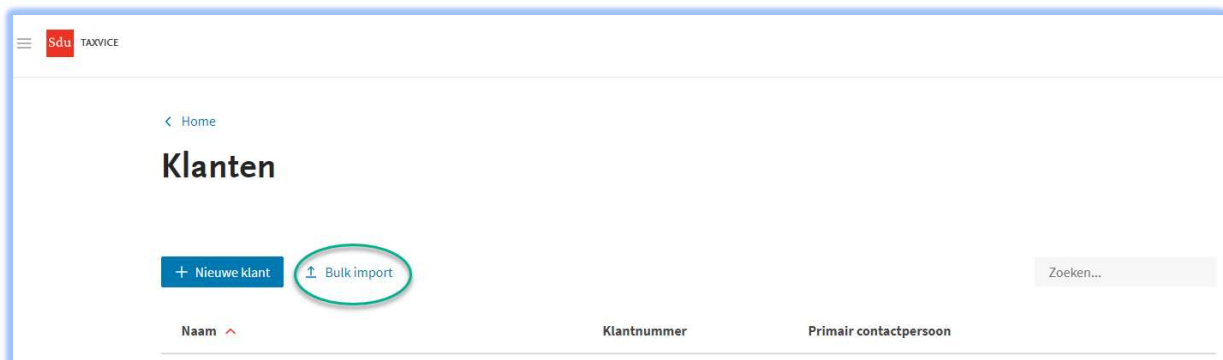 Sdu TAXVICE
Home
Klanten
+ Nieuwe klant Bulk import Zoeken...
Naam Klantnummer Primair contactpersoon